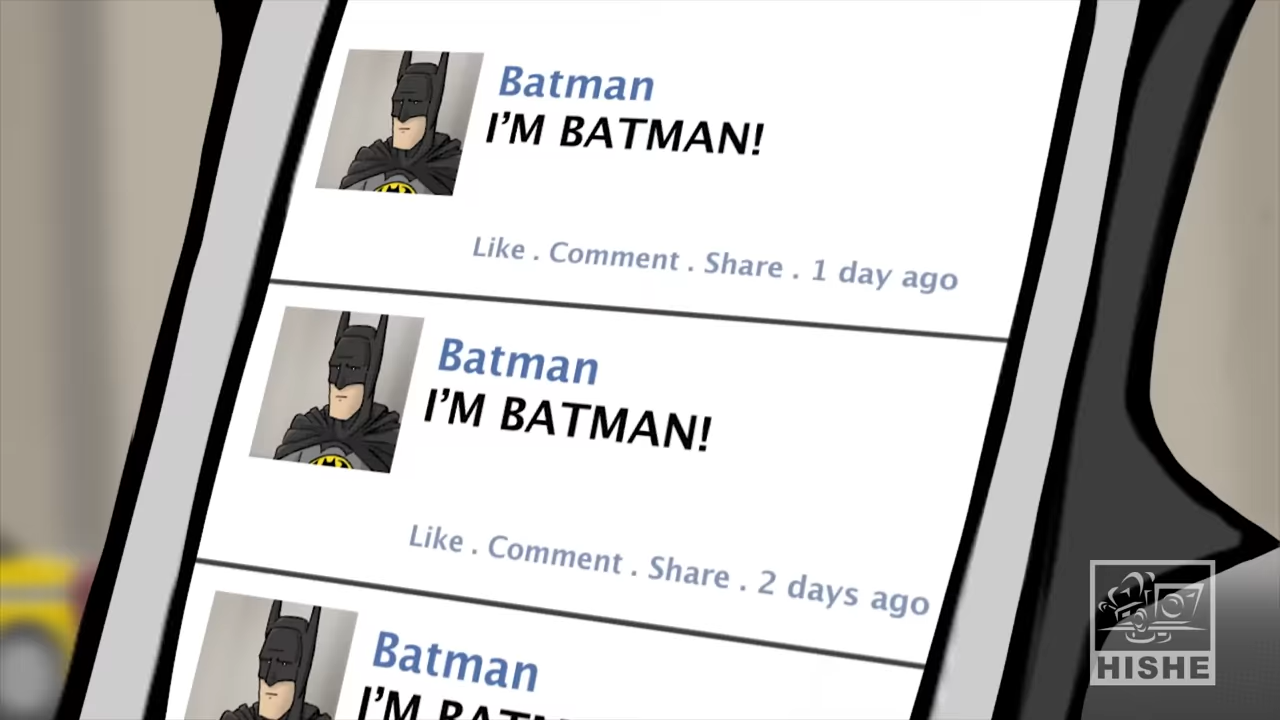 Batman
I'M BATMAN!
Like . Comment . Share . 1 day ago
Batman
I'M BATMAN!
Like . Comment . Share . 2 days ago
Batman
I'M
HISHE